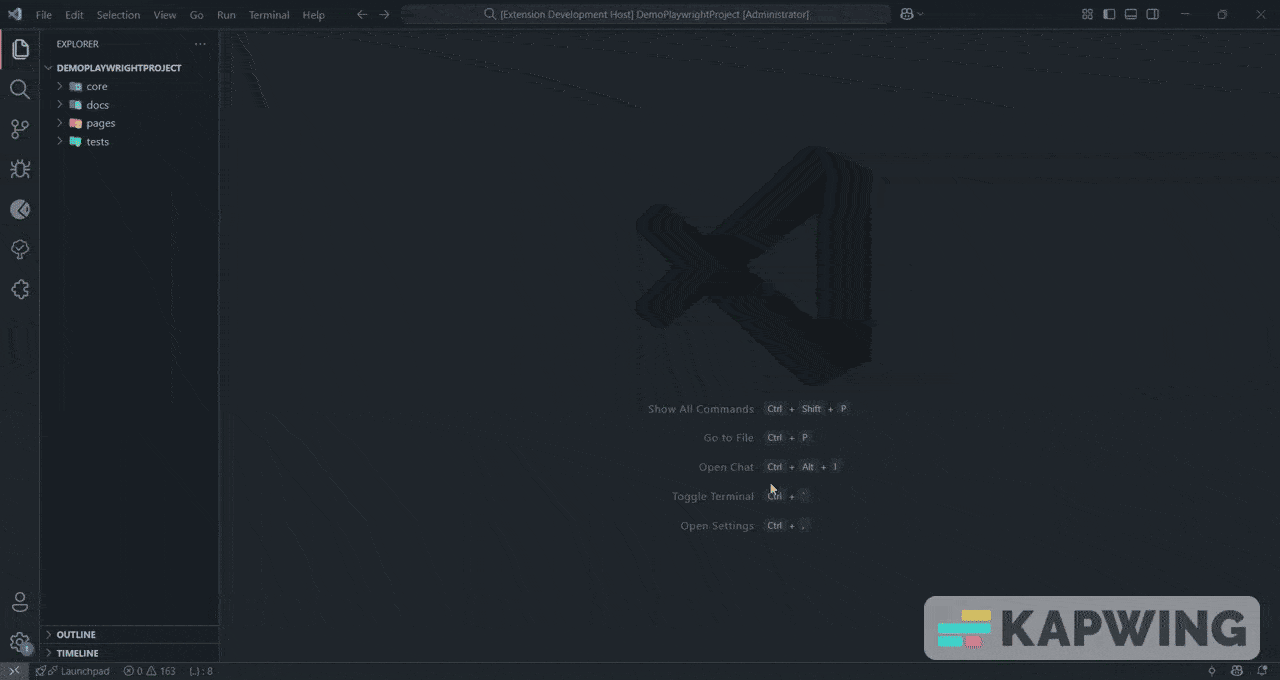 File Edit Selection View Go Run Terminal Help
[Extension Development Host] DemoPlaywrightProject [Administrator]
EXPLORER
DEMOPLAYWRIGHTPROJECT
core
docs
pages
tests
Show All Commands Ctrl + Shift + P
Go to File Ctrl + P
Open Chat Ctrl + Alt + I
Toggle Terminal Ctrl + `
Open Settings Ctrl + ,
KAPWING
OUTLINE
TIMELINE
1
Launchpad 0 163 {..} : 8